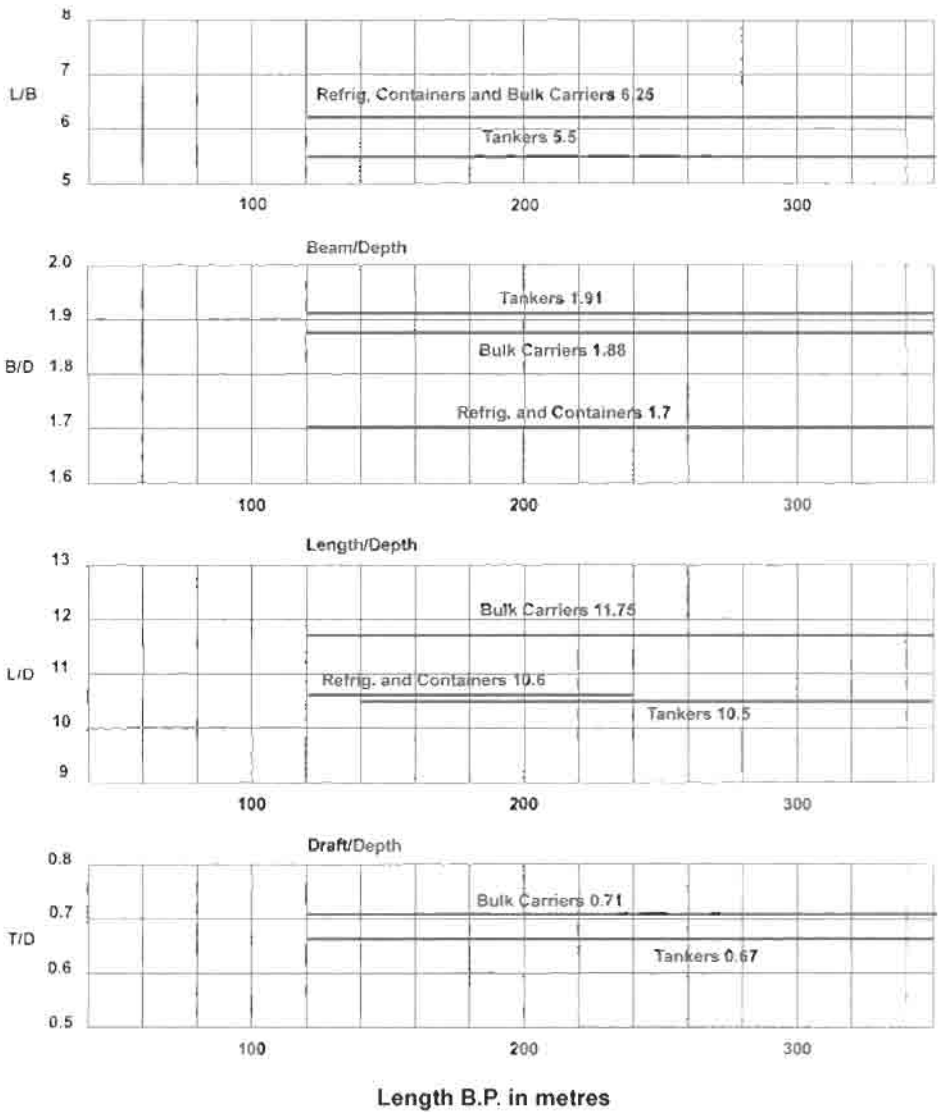 8
7
L/B
Refrig. Containers and Bulk Carriers 6.25
6
Tankers 5.5
5
100 200 300
Beam/Depth
2.0
Tankers 1.91
1.9
Bulk Carriers 1.88
B/D
1.8
Refrig. and Containers 1.7
1.7
1.6
100 200 300
Length/Depth
13
Bulk Carriers 11.75
12
11
L/D
Refrig. and Containers 10.6
Tankers 10.5
10
9
100 200 300
Draft/Depth
0.8
Bulk Carriers 0.71
0.7
T/D
Tankers 0.67
0.6
0.5
100 200 300
Length B.P. in metres